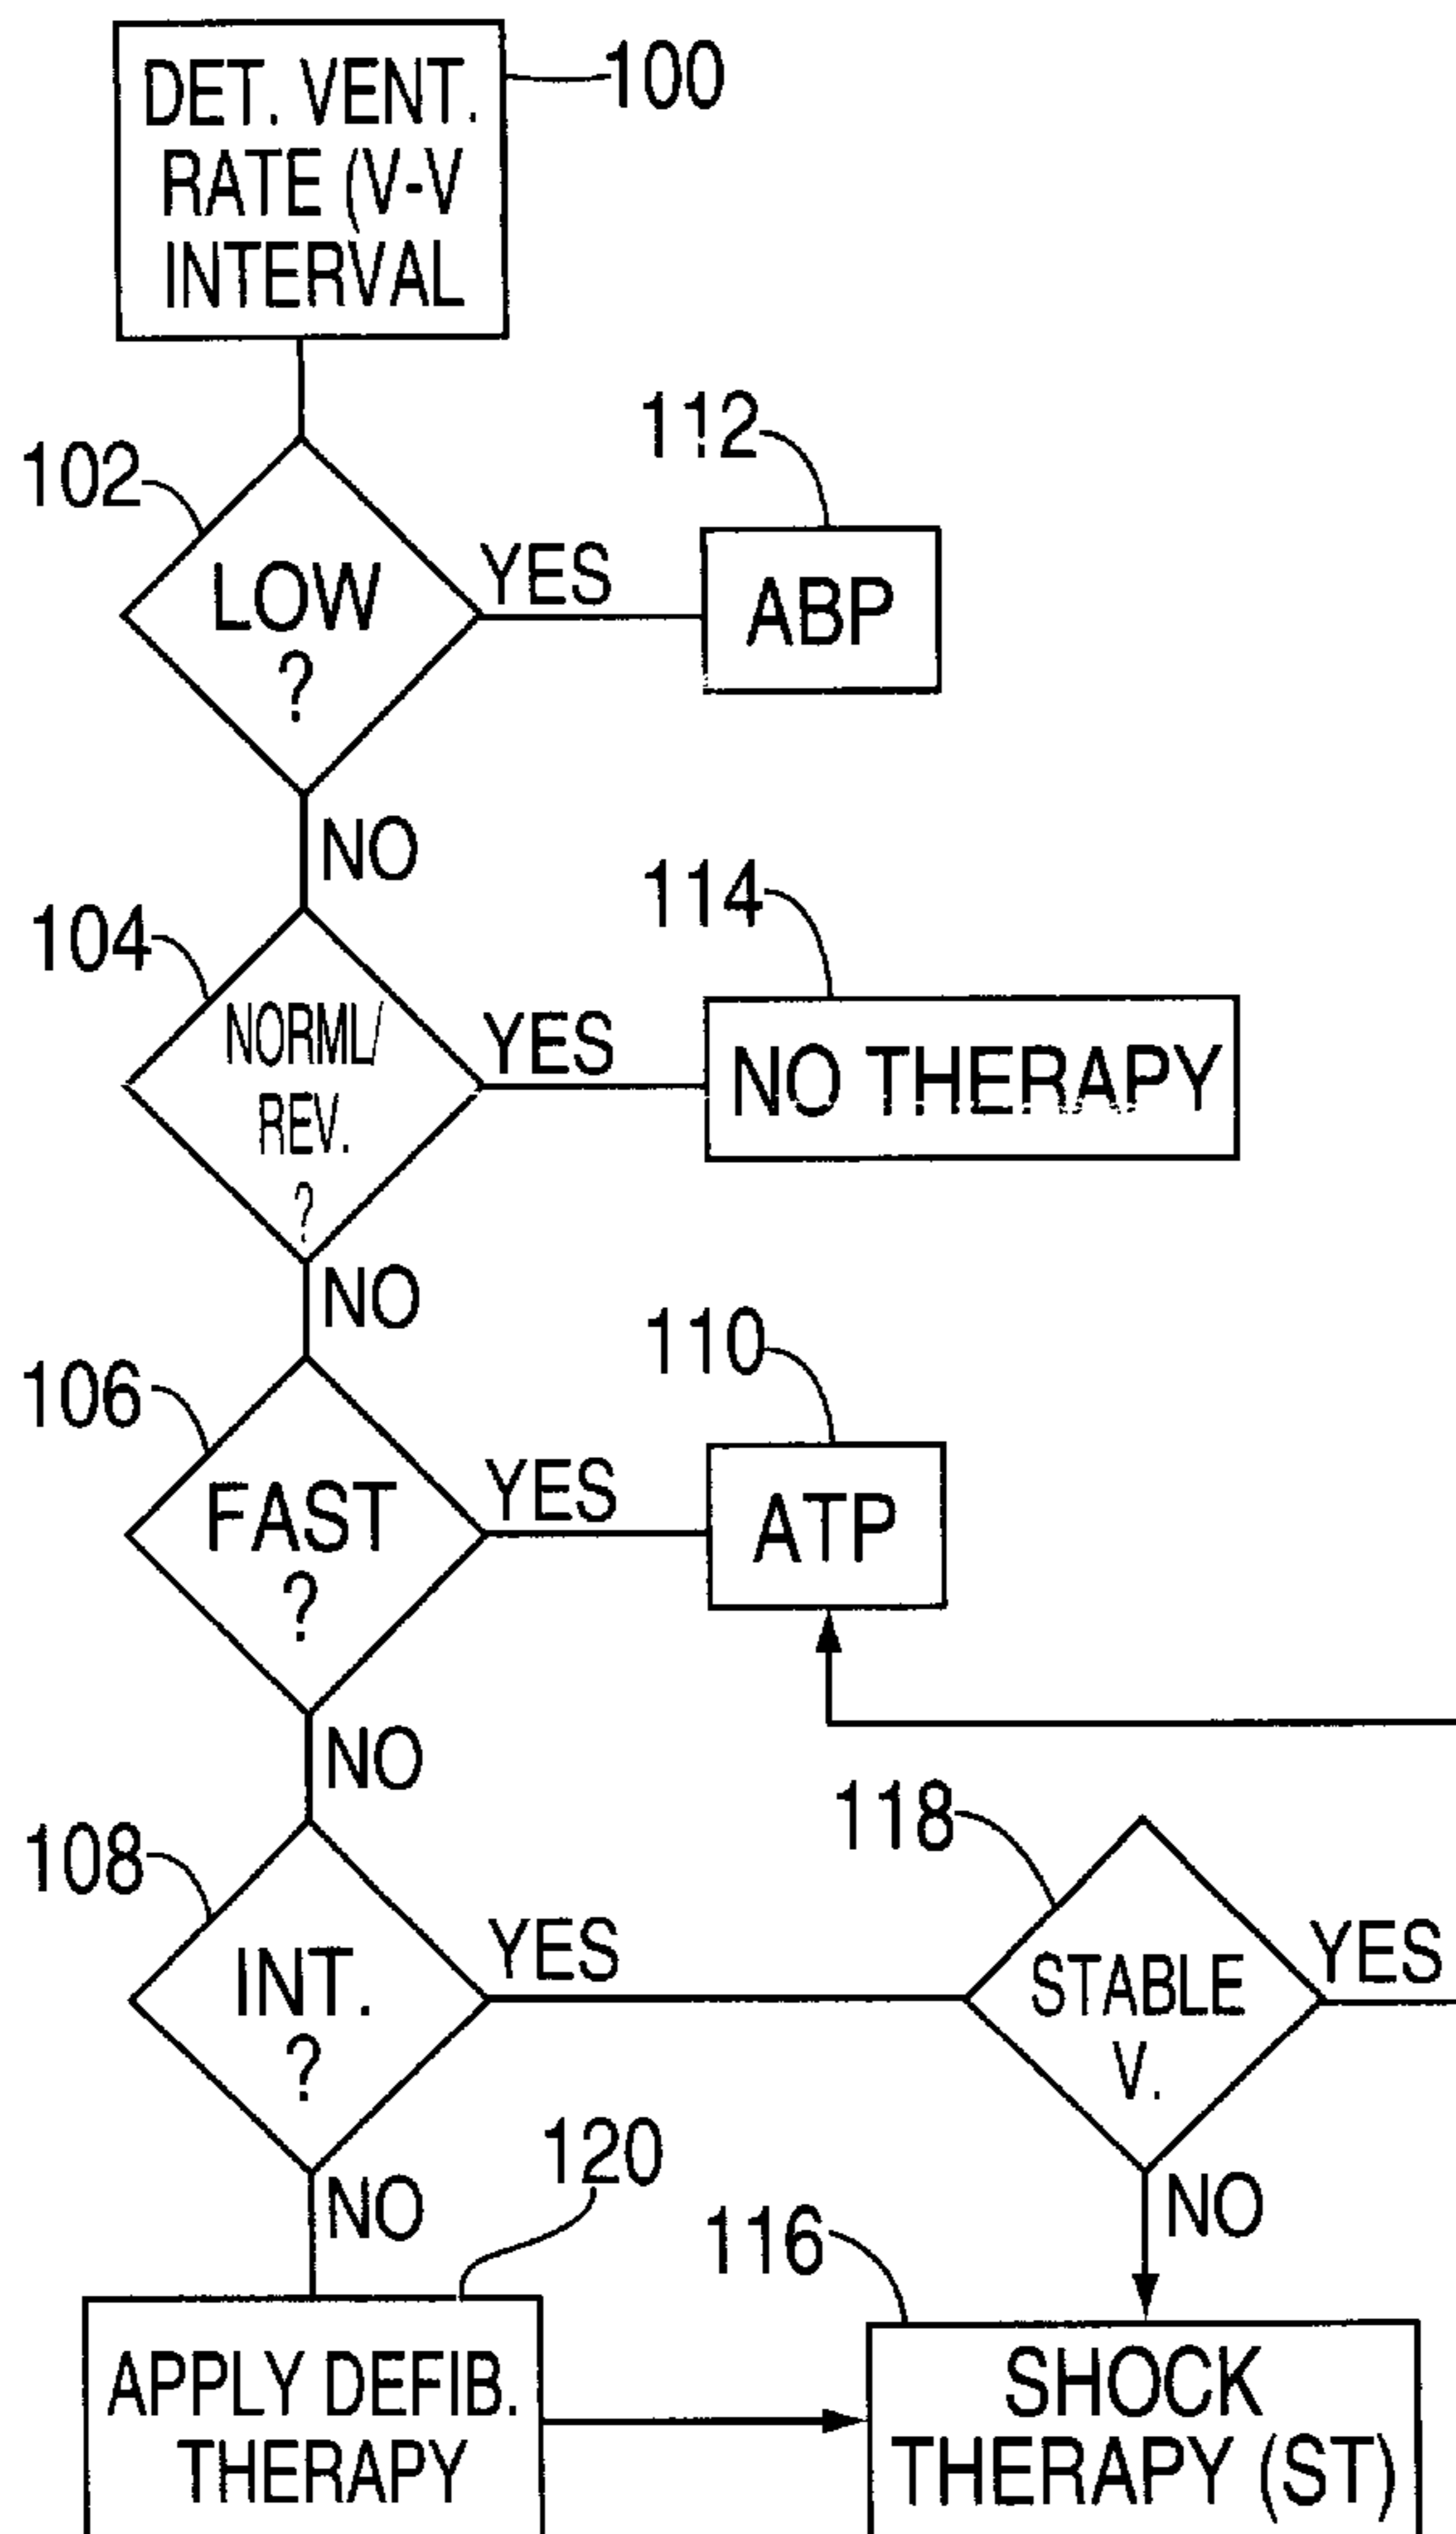 DET. VENT.
RATE (V-V
INTERVAL
100
102
LOW
?
YES
112
ABP
NO
104
NORML/
REV.
?
YES
114
NO THERAPY
NO
106
FAST
?
YES
110
ATP
NO
108
INT.
?
YES
118
STABLE
V.
YES
NO
NO
120
APPLY DEFIB.
THERAPY
116
SHOCK
THERAPY (ST)